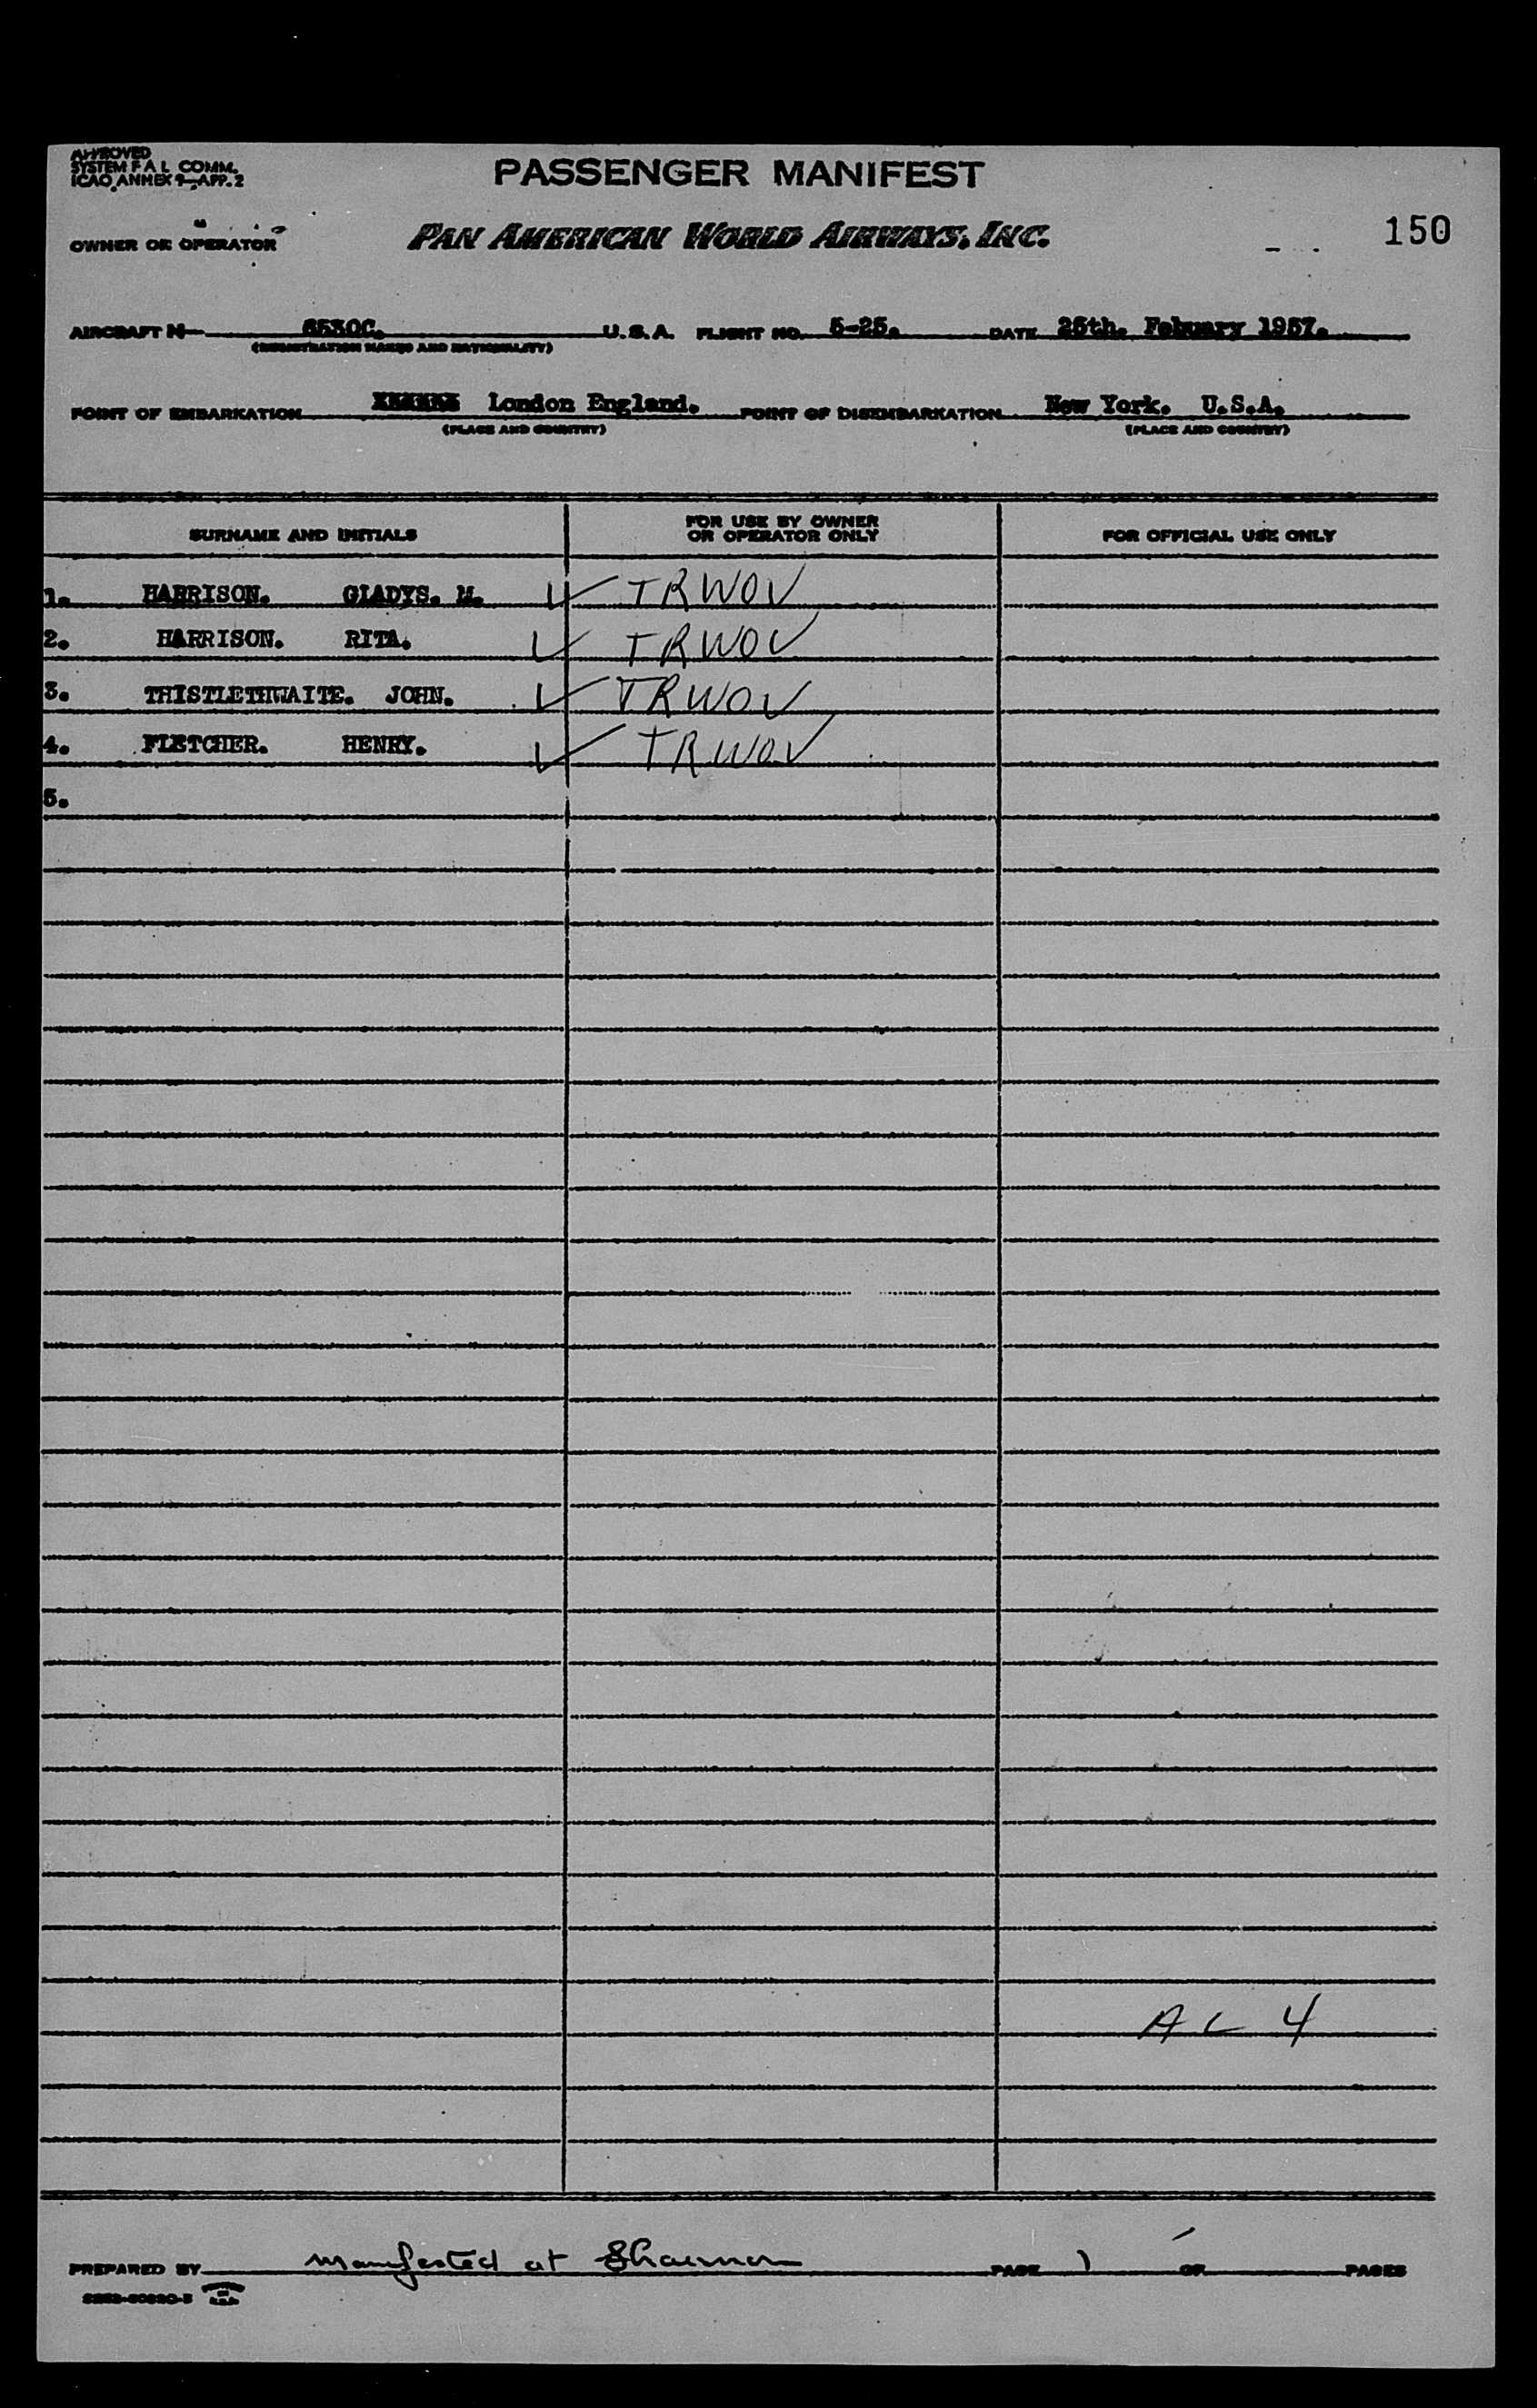 APPROVED
SYSTEM F A L COMM.
ICAO ANNEX 9-APP. 2
PASSENGER MANIFEST
OWNER OR OPERATOR PAN AMERICAN WORLD AIRWAYS, INC. 150
AIRCRAFT N 6530C. U.S.A. FLIGHT NO. 5-25. DATE 25th. Febuary 1957.
(REGISTRATION MARKS AND NATIONALITY)
POINT OF EMBARKATION London England. POINT OF DISEMBARKATION New York. U.S.A.
(PLACE AND COUNTRY) (PLACE AND COUNTRY)
SURNAME AND INITIALS FOR USE BY OWNER OR OPERATOR ONLY FOR OFFICIAL USE ONLY
1. HARRISON. GLADYS. M. ✓ TRWOV
2. HARRISON. RITA. ✓ TRWOV
3. THISTLETHWAITE. JOHN. ✓ TRWOV
4. FLETCHER. HENRY. ✓ TRWOV
5.
A L 4
PREPARED BY Manifested at Shannon PAGE 1 OF PAGES